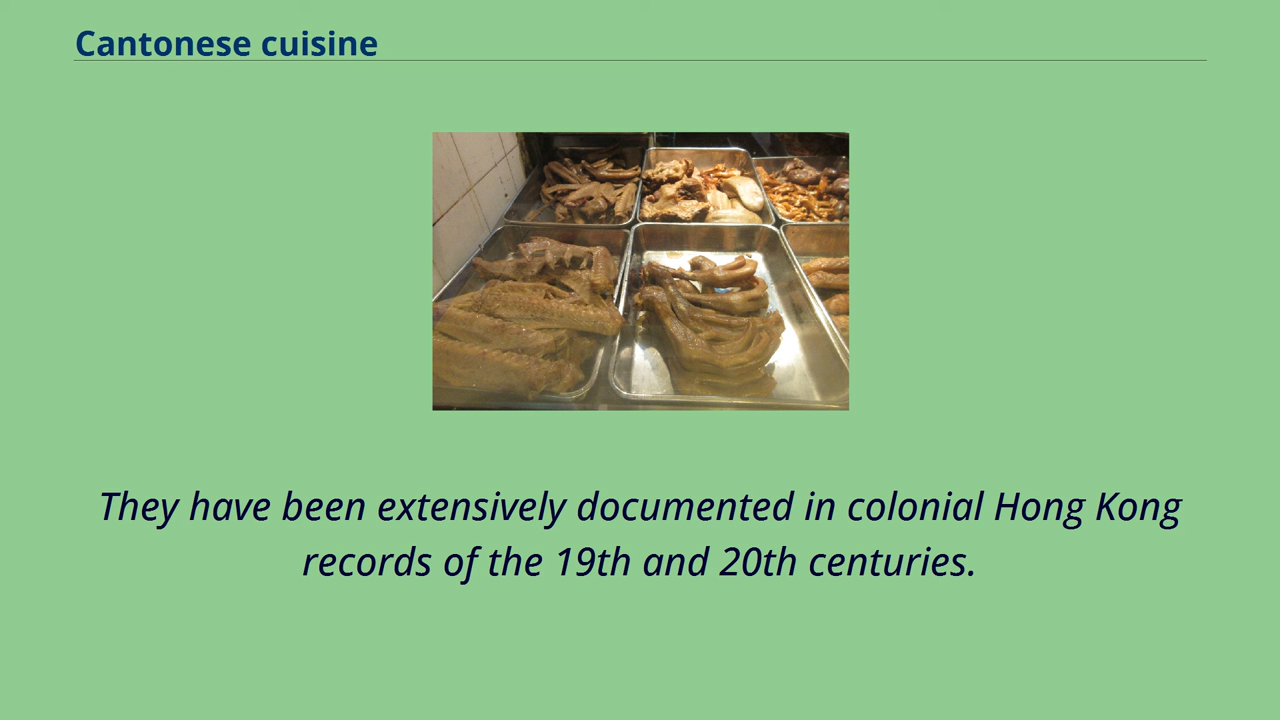 Cantonese cuisine
They have been extensively documented in colonial Hong Kong
records of the 19th and 20th centuries.